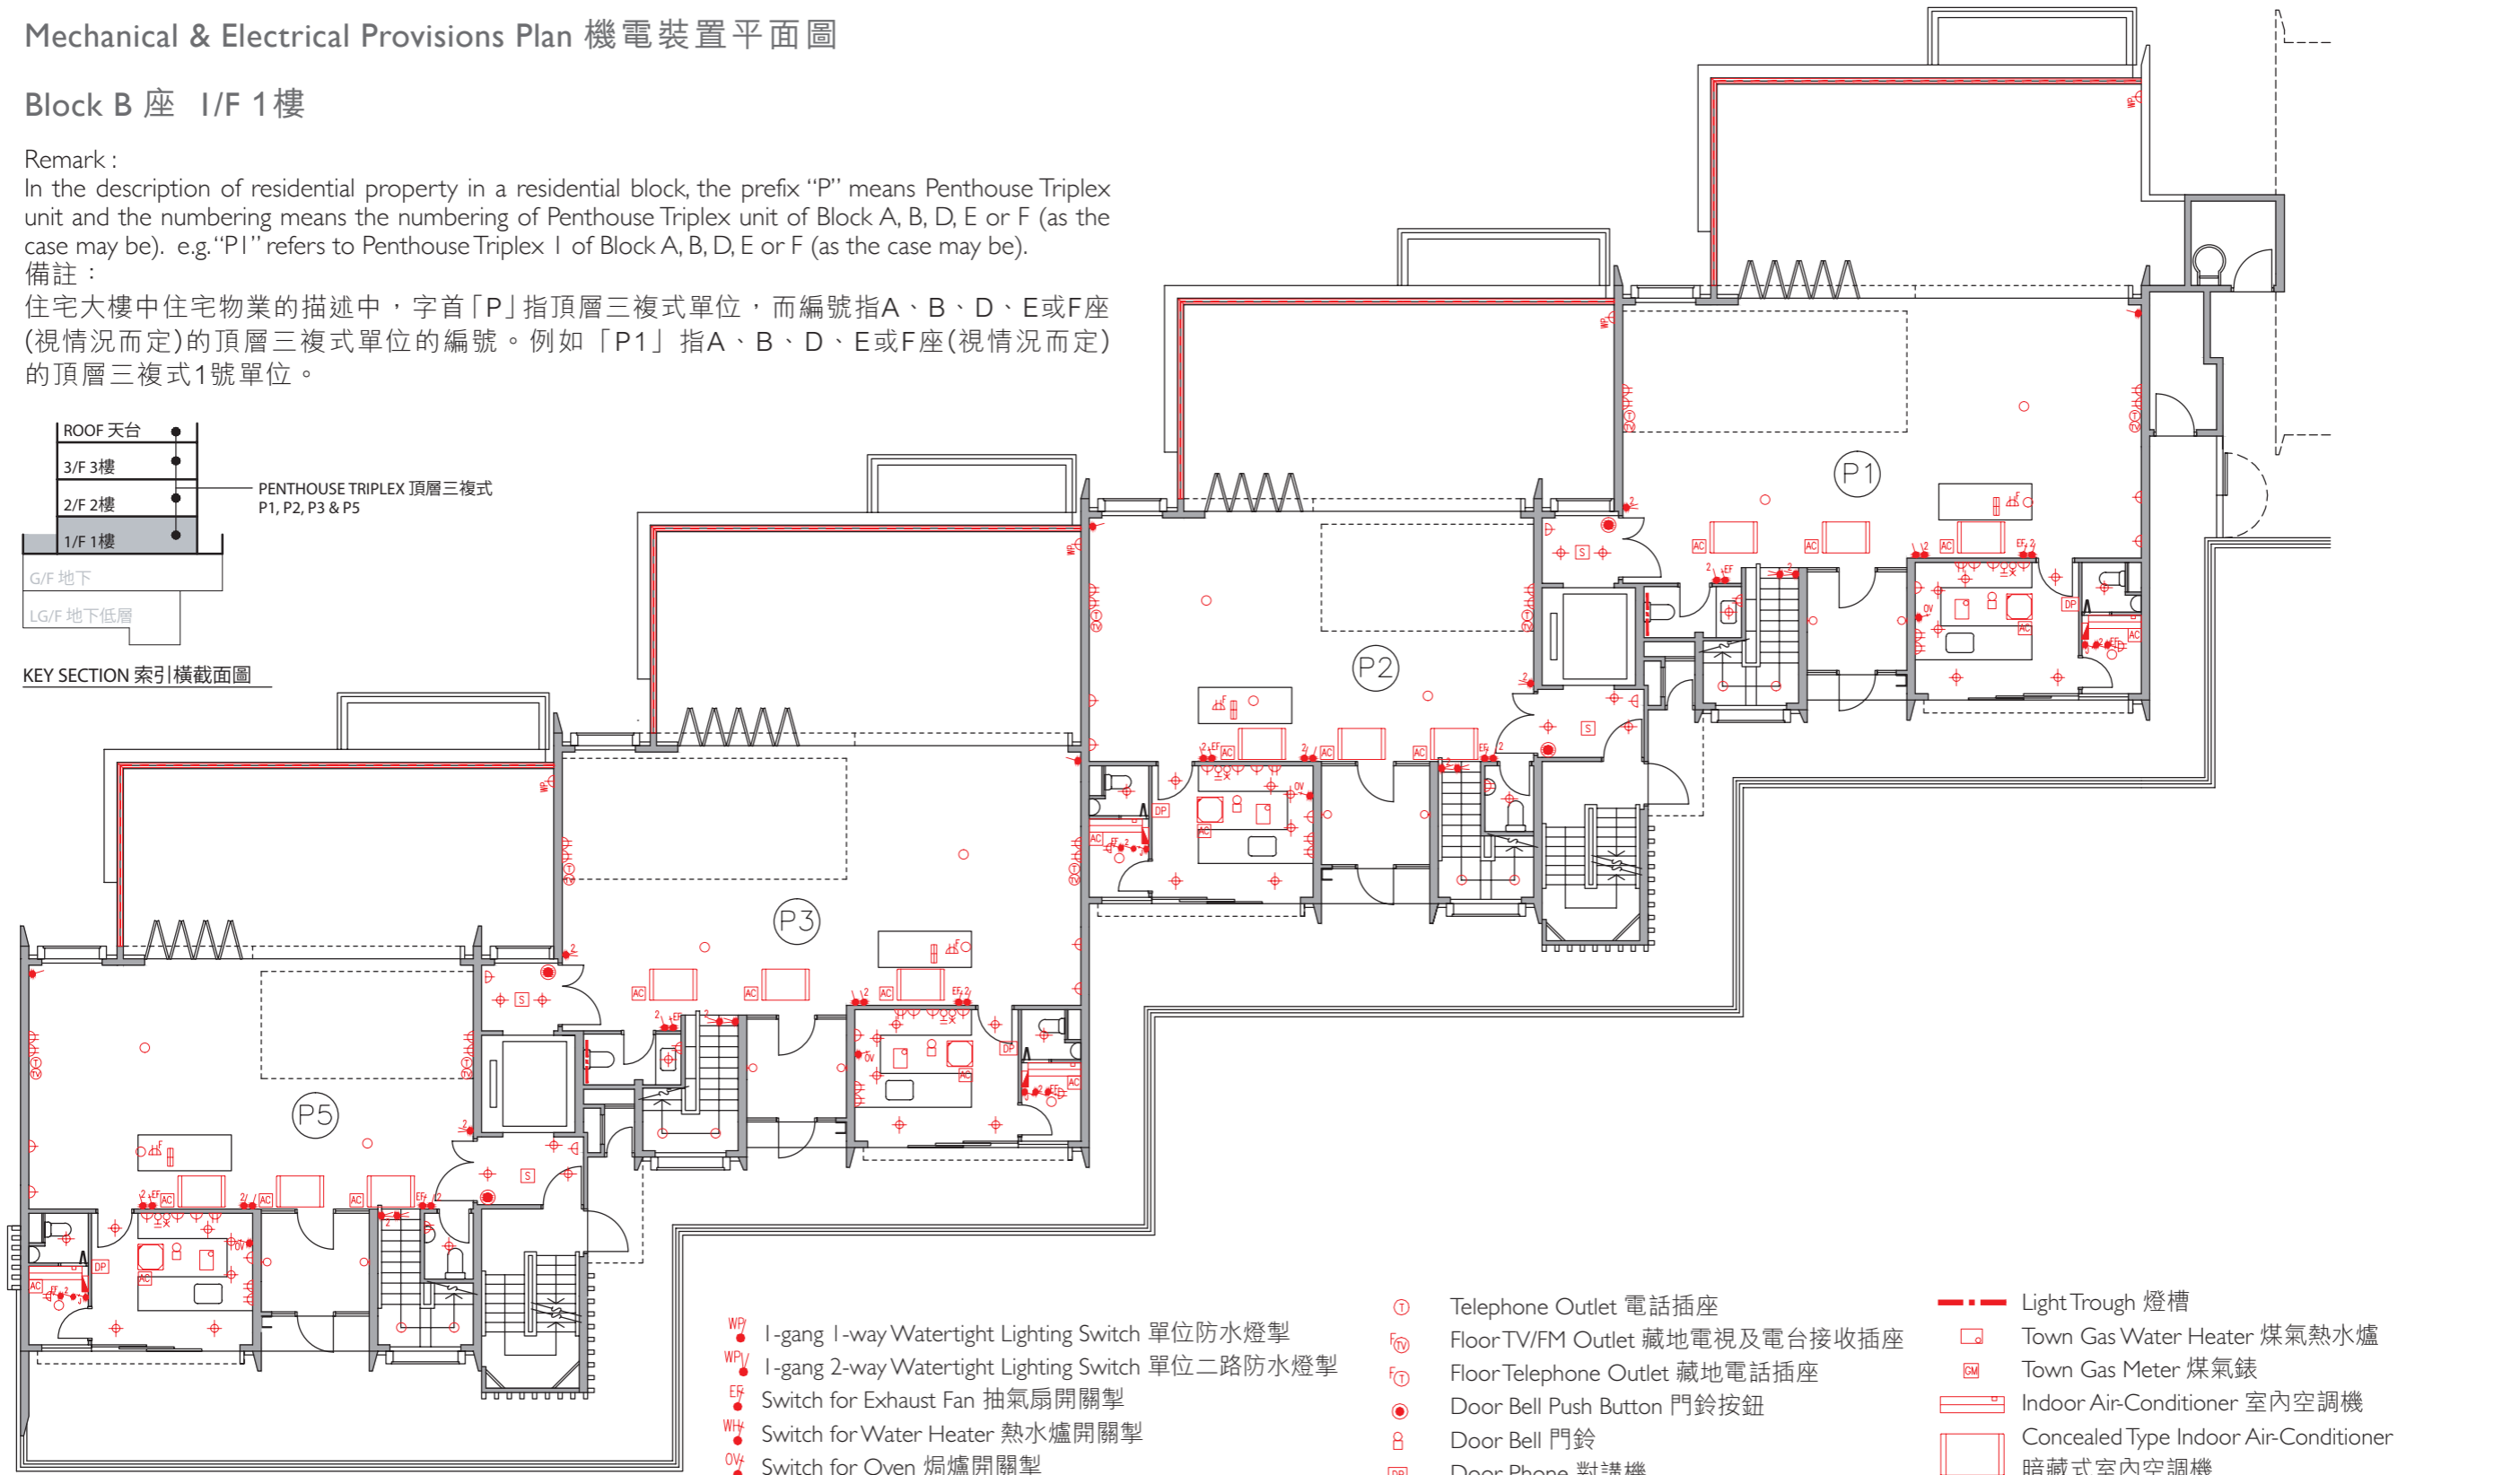 Mechanical & Electrical Provisions Plan 機電裝置平面圖
Block B 座 1/F 1樓
Remark :
In the description of residential property in a residential block, the prefix “P” means Penthouse Triplex
unit and the numbering means the numbering of Penthouse Triplex unit of Block A, B, D, E or F (as the
case may be). e.g. “P1” refers to Penthouse Triplex 1 of Block A, B, D, E or F (as the case may be).
備註：
住宅大樓中住宅物業的描述中，字首「P」指頂層三複式單位，而編號指A、B、D、E或F座
(視情況而定)的頂層三複式單位的編號。例如「P1」指A、B、D、E或F座(視情況而定)
的頂層三複式1號單位。
ROOF 天台
3/F 3樓
2/F 2樓
1/F 1樓
G/F 地下
LG/F 地下低層
PENTHOUSE TRIPLEX 頂層三複式
P1, P2, P3 & P5
KEY SECTION 索引橫截面圖
P1
P2
P3
P5
WP 1-gang 1-way Watertight Lighting Switch 單位防水燈掣
WP 1-gang 2-way Watertight Lighting Switch 單位二路防水燈掣
EF Switch for Exhaust Fan 抽氣扇開關掣
WH Switch for Water Heater 熱水爐開關掣
OV Switch for Oven 焗爐開關掣
T Telephone Outlet 電話插座
F TV Floor TV/FM Outlet 藏地電視及電台接收插座
F T Floor Telephone Outlet 藏地電話插座
Door Bell Push Button 門鈴按鈕
Door Bell 門鈴
DP Door Phone 對講機
Light Trough 燈槽
Town Gas Water Heater 煤氣熱水爐
GM Town Gas Meter 煤氣錶
Indoor Air-Conditioner 室內空調機
Concealed Type Indoor Air-Conditioner
暗藏式室內空調機